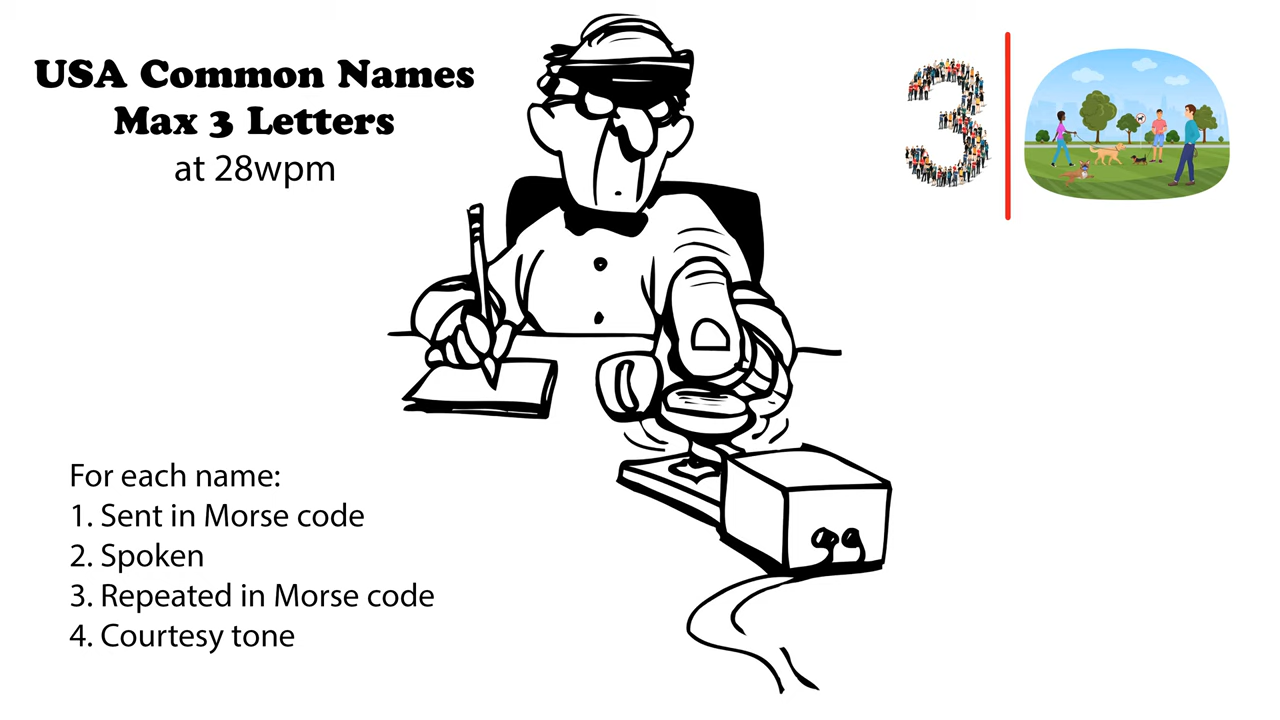 USA Common Names
Max 3 Letters
at 28wpm
3
For each name:
1. Sent in Morse code
2. Spoken
3. Repeated in Morse code
4. Courtesy tone